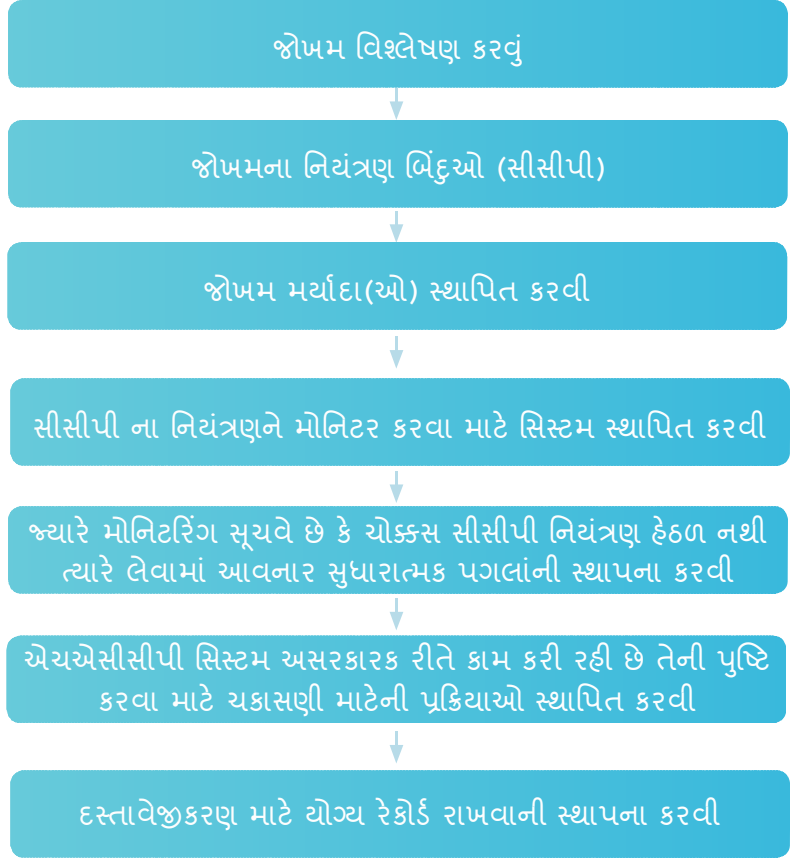 જોખમ વિશ્લેષણ કરવું
જોખમના નિયંત્રણ બિંદુઓ (સીસીપી)
જોખમ મર્યાદા(ઓ) સ્થાપિત કરવી
સીસીપી ના નિયંત્રણને મોનિટર કરવા માટે સિસ્ટમ સ્થાપિત કરવી
જ્યારે મોનિટરિંગ સૂચવે છે કે ચોક્કસ સીસીપી નિયંત્રણ હેઠળ નથી
ત્યારે લેવામાં આવનાર સુધારાત્મક પગલાંની સ્થાપના કરવી
એચએસીસીપી સિસ્ટમ અસરકારક રીતે કામ કરી રહી છે તેની પુષ્ટિ
કરવા માટે ચકાસણી માટેની પ્રક્રિયાઓ સ્થાપિત કરવી
દસ્તાવેજીકરણ માટે યોગ્ય રેકોર્ડ રાખવાની સ્થાપના કરવી